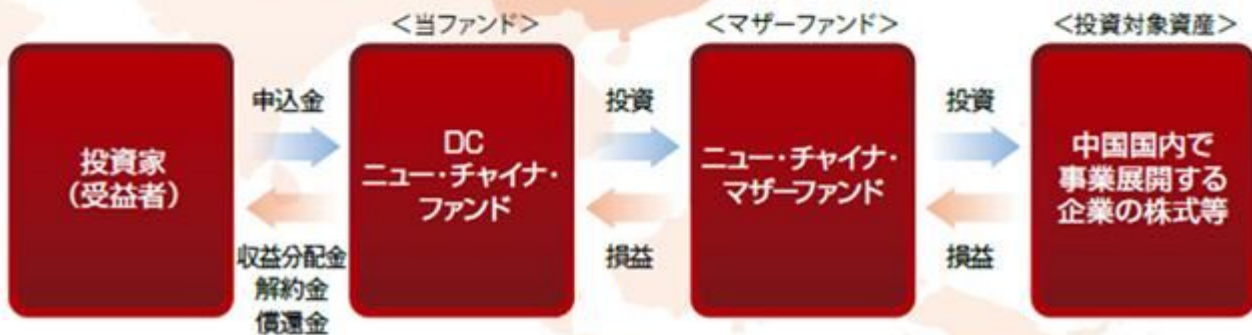 <当ファンド>
<マザーファンド>
<投資対象資産>
投資家
(受益者)
申込金
収益分配金
解約金
償還金
DC
ニュー・チャイナ・
ファンド
投資
損益
ニュー・チャイナ・
マザーファンド
投資
損益
中国国内で
事業展開する
企業の株式等